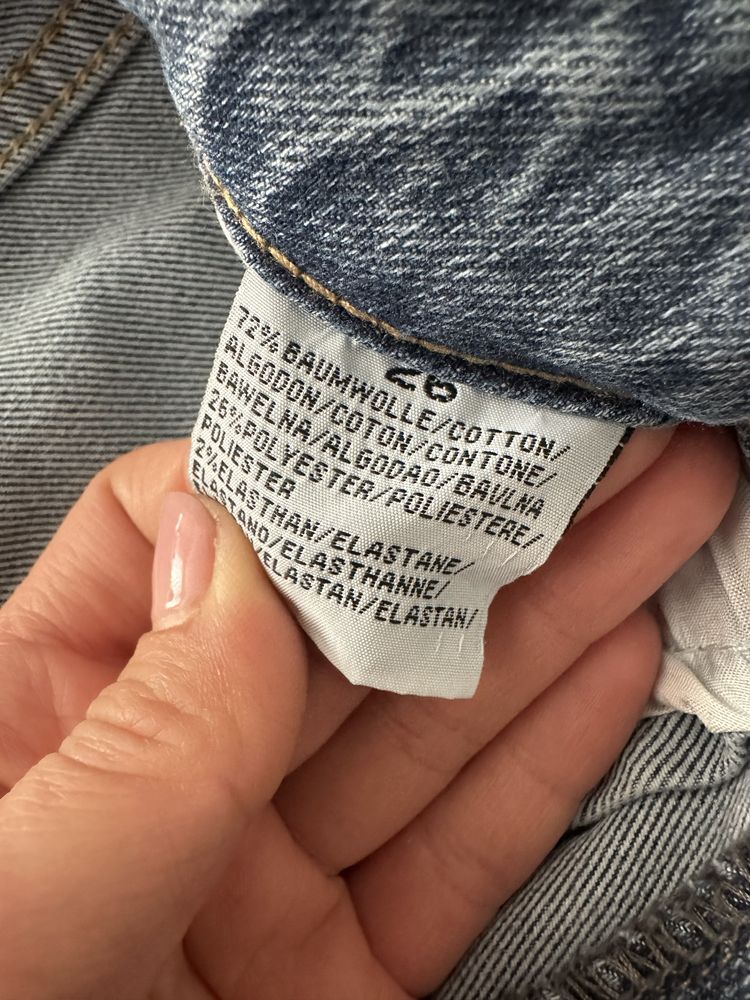 26
72% BAUMWOLLE/COTTON/
ALGODON/COTON/CONTONE/
BAWELNA/ALGODAO/BAVLNA
26%POLYESTER/POLIESTERE/
POLIESTER
2%ELASTHAN/ELASTANE/
ELASTANO/ELASTHANNE/
/ELASTAN/ELASTAN/